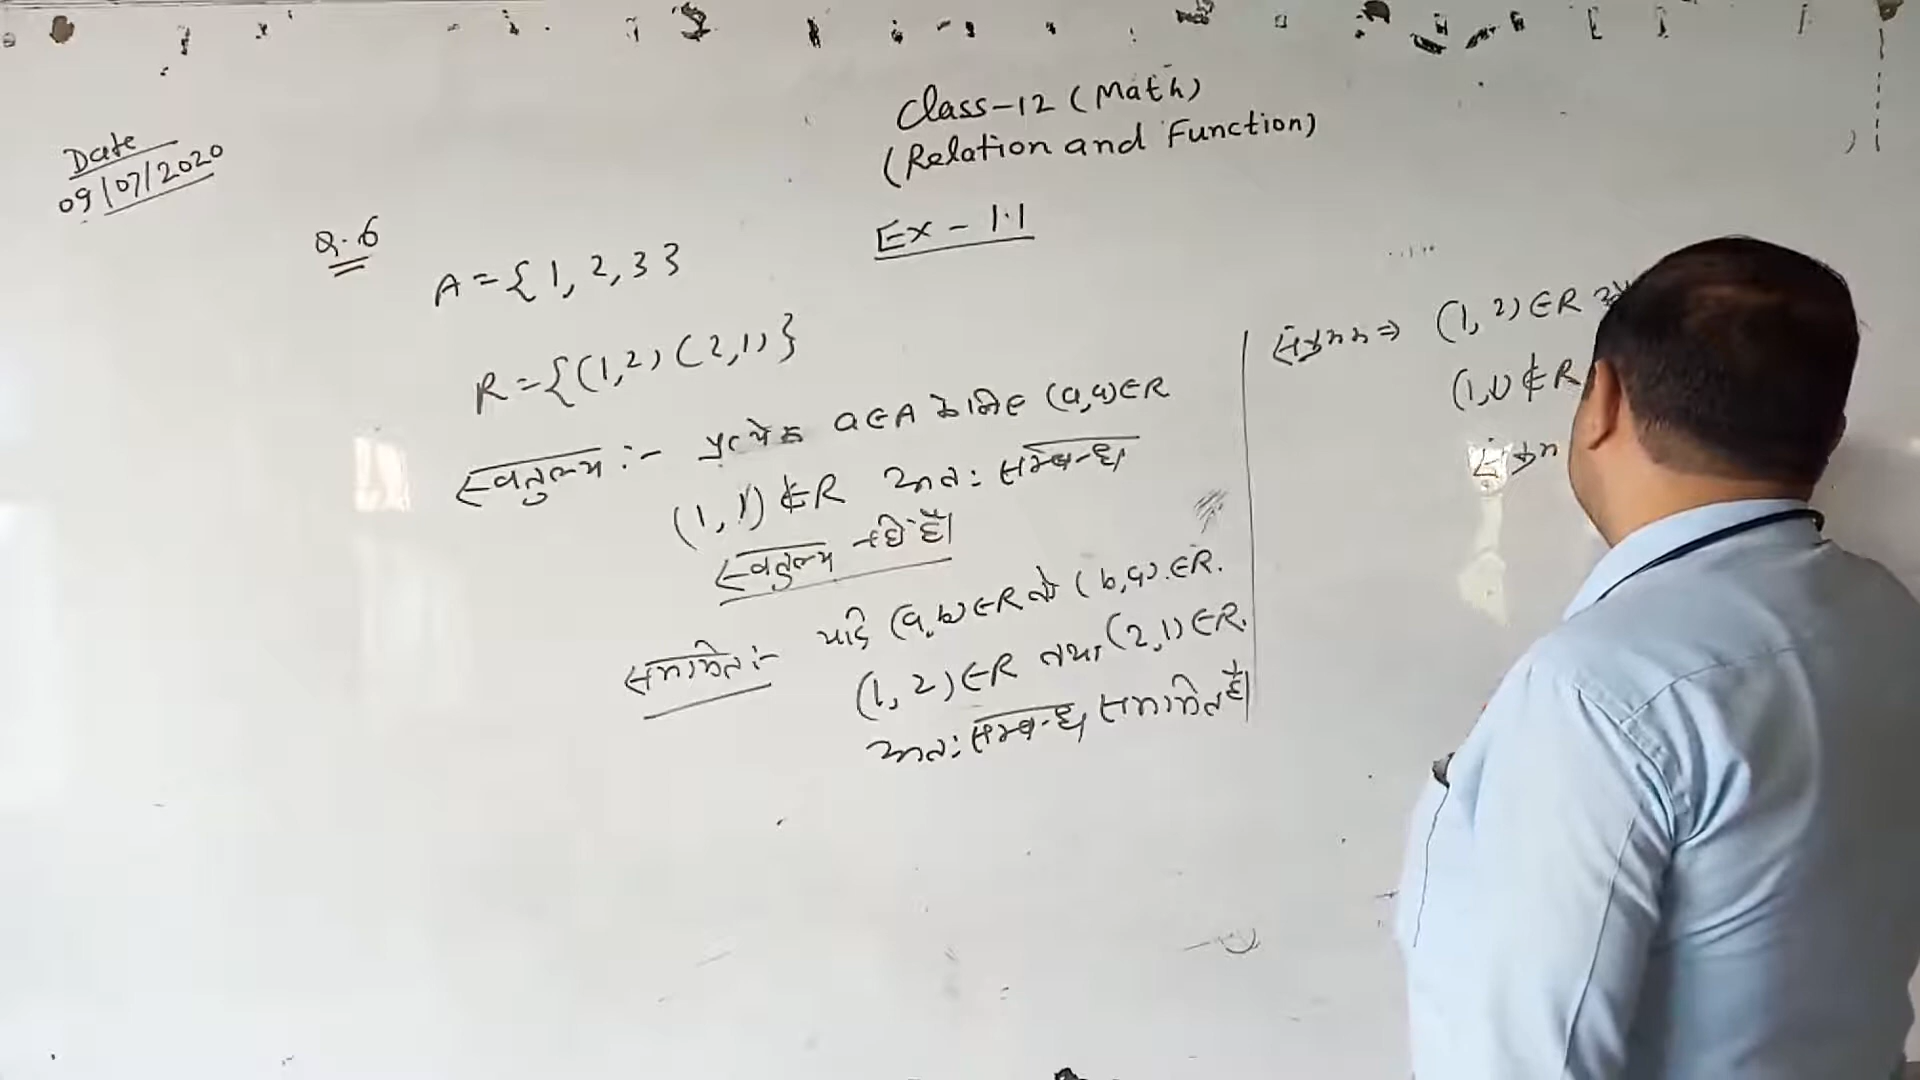 Date
09/07/2020
Class-12 (Math)
(Relation and Function)
Ex - 1.1
Q.6
A = { 1, 2, 3 }
R = {(1,2) (2,1)}
स्वतुल्य :- प्रत्येक a∈A के लिए (a,a)∈R
(1,1) ∉R अतः सम्बन्ध
स्वतुल्य नहीं है।
सममित :- यदि (a,b)∈R तो (b,a)∈R.
(1,2)∈R तथा (2,1)∈R.
अतः सम्बन्ध सममित है।
संक्रमक ⇒ (1,2)∈R
(1,1)∉R